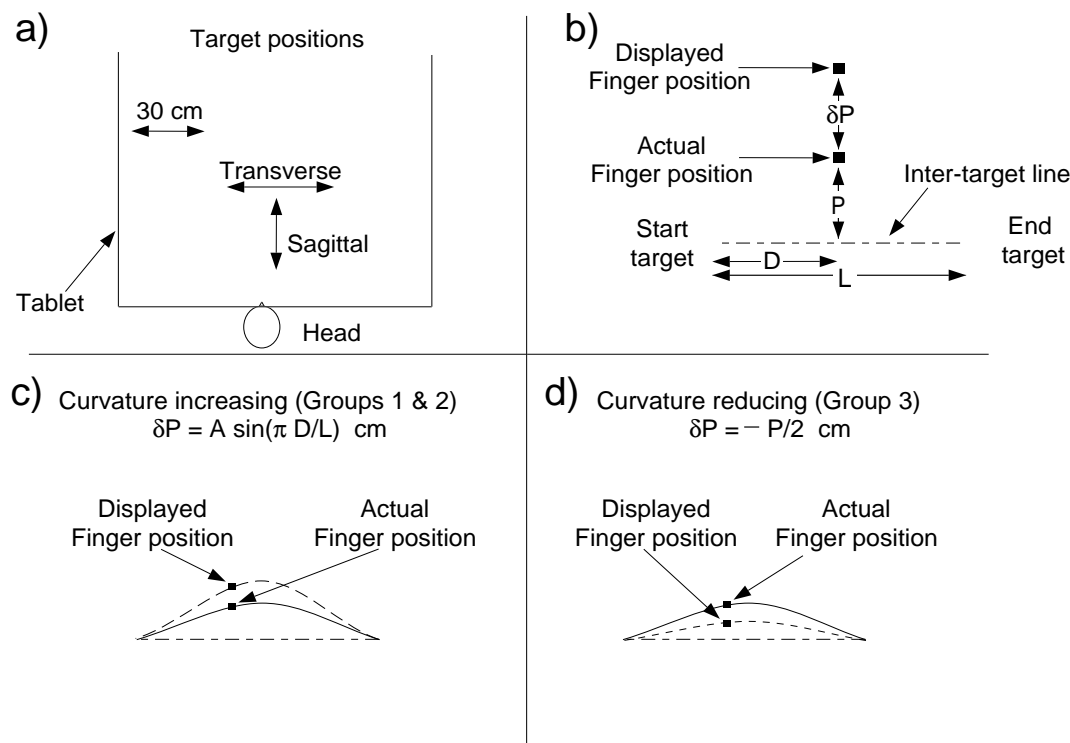 a)
Target positions
30 cm
Transverse
Sagittal
Tablet
Head
b)
Displayed
Finger position
δP
Actual
Finger position
P
Inter-target line
Start
target
End
target
D
L
c)
Curvature increasing (Groups 1 & 2)
δP = A sin(π D/L) cm
Displayed
Finger position
Actual
Finger position
d)
Curvature reducing (Group 3)
δP = − P/2 cm
Displayed
Finger position
Actual
Finger position